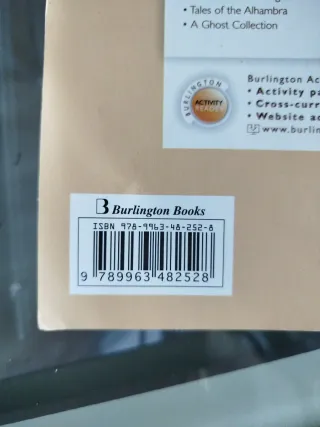 • Tales of the Alhambra
• A Ghost Collection
BURLINGTON
ACTIVITY
READER
Burlington Ac
• Activity pa
• Cross-curr
• Website ac
www.burlin
B Burlington Books
ISBN 978-9963-48-252-8
9 789963 482528